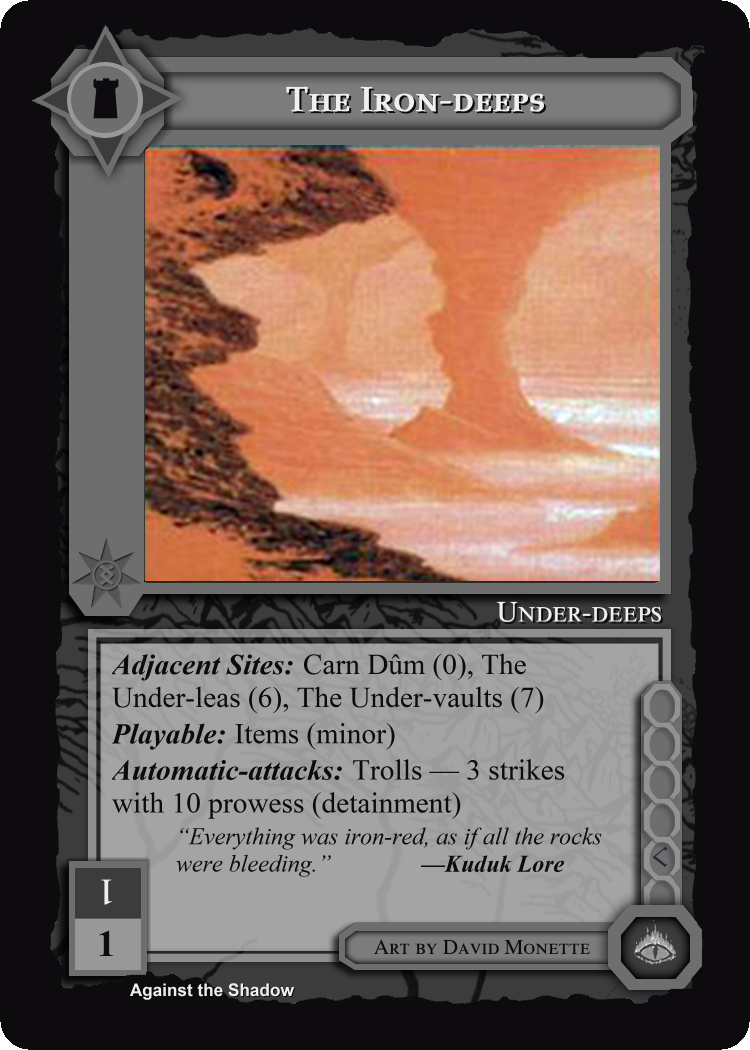 The Iron-deeps
Under-deeps
Adjacent Sites: Carn Dûm (0), The
Under-leas (6), The Under-vaults (7)
Playable: Items (minor)
Automatic-attacks: Trolls — 3 strikes
with 10 prowess (detainment)
“Everything was iron-red, as if all the rocks
were bleeding.” —Kuduk Lore
1
1
Art by David Monette
Against the Shadow